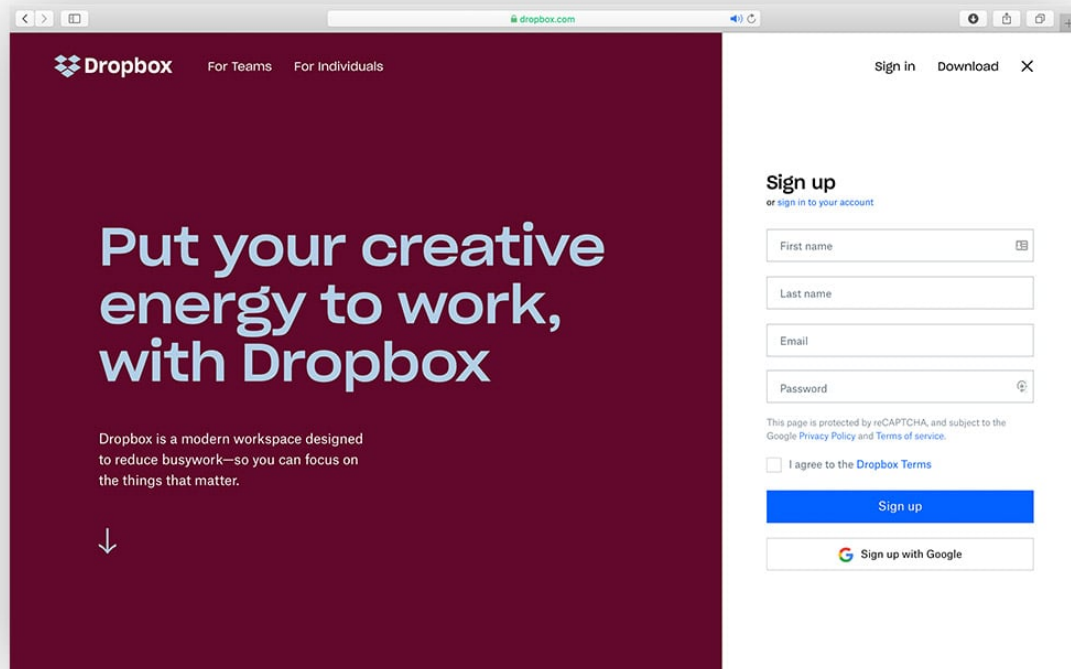 dropbox.com
Dropbox
For Teams
For Individuals
Sign in
Download
Put your creative
energy to work,
with Dropbox
Dropbox is a modern workspace designed
to reduce busywork—so you can focus on
the things that matter.
Sign up
or sign in to your account
First name
Last name
Email
Password
This page is protected by reCAPTCHA, and subject to the
Google Privacy Policy and Terms of service.
I agree to the Dropbox Terms
Sign up
Sign up with Google